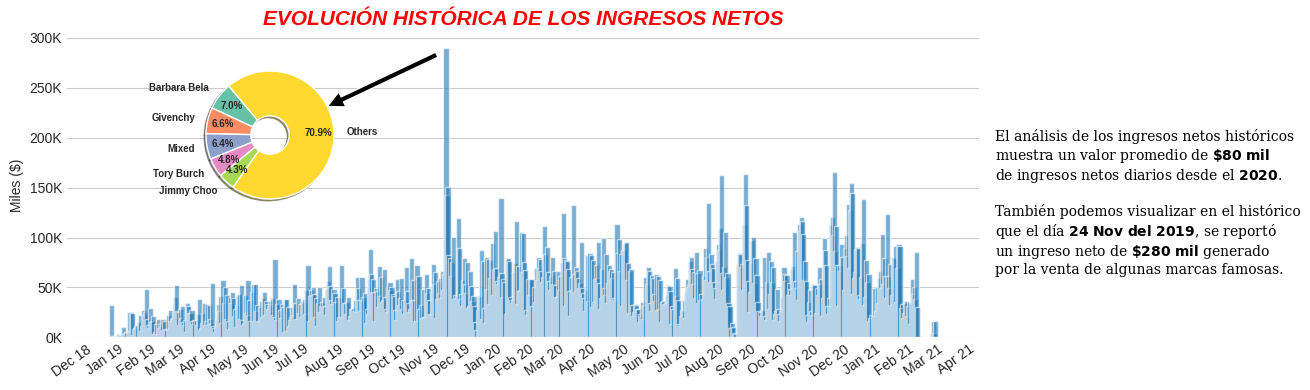 EVOLUCIÓN HISTÓRICA DE LOS INGRESOS NETOS
300K
250K
200K
150K
100K
50K
0K
Miles ($)
Barbara Bela
Givenchy
Mixed
Tory Burch
Jimmy Choo
Others
7.0%
6.6%
6.4%
4.8%
4.3%
70.9%
Dec 18
Jan 19
Feb 19
Mar 19
Apr 19
May 19
Jun 19
Jul 19
Aug 19
Sep 19
Oct 19
Nov 19
Dec 19
Jan 20
Feb 20
Mar 20
Apr 20
May 20
Jun 20
Jul 20
Aug 20
Sep 20
Oct 20
Nov 20
Dec 20
Jan 21
Feb 21
Mar 21
Apr 21
El análisis de los ingresos netos históricos
muestra un valor promedio de $80 mil
de ingresos netos diarios desde el 2020.
También podemos visualizar en el histórico
que el día 24 Nov del 2019, se reportó
un ingreso neto de $280 mil generado
por la venta de algunas marcas famosas.